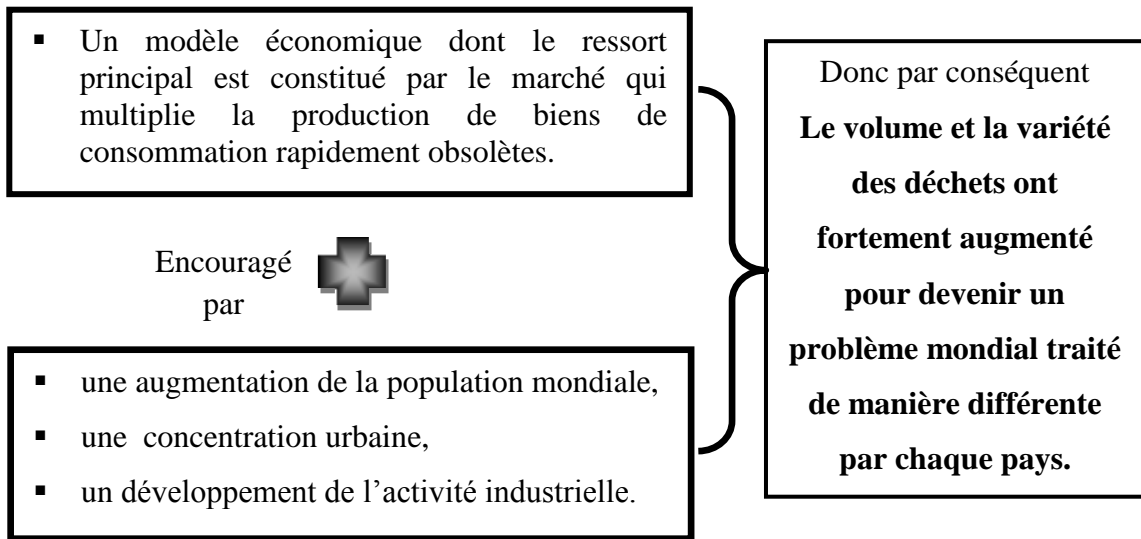 ▪ Un modèle économique dont le ressort
principal est constitué par le marché qui
multiplie la production de biens de
consommation rapidement obsolètes.
Encouragé
par
▪ une augmentation de la population mondiale,
▪ une concentration urbaine,
▪ un développement de l'activité industrielle.
Donc par conséquent
Le volume et la variété
des déchets ont
fortement augmenté
pour devenir un
problème mondial traité
de manière différente
par chaque pays.